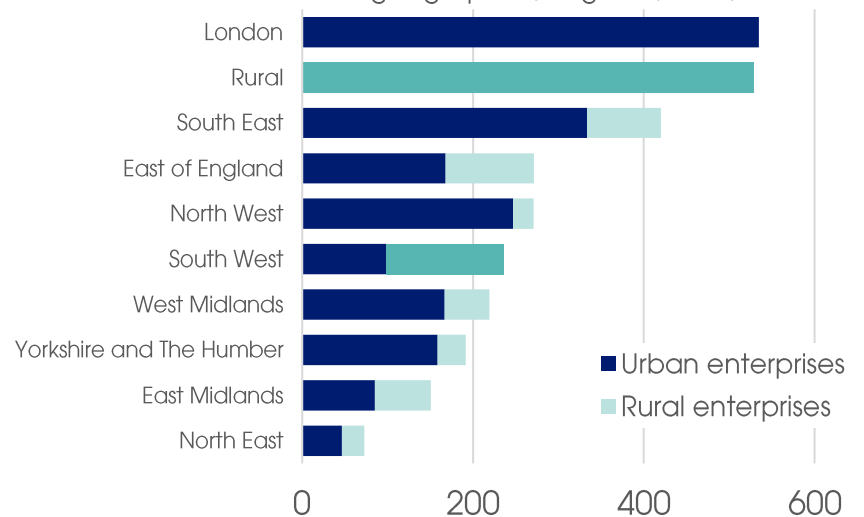 London
Rural
South East
East of England
North West
South West
West Midlands
Yorkshire and The Humber
East Midlands
North East
Urban enterprises
Rural enterprises
0 200 400 600